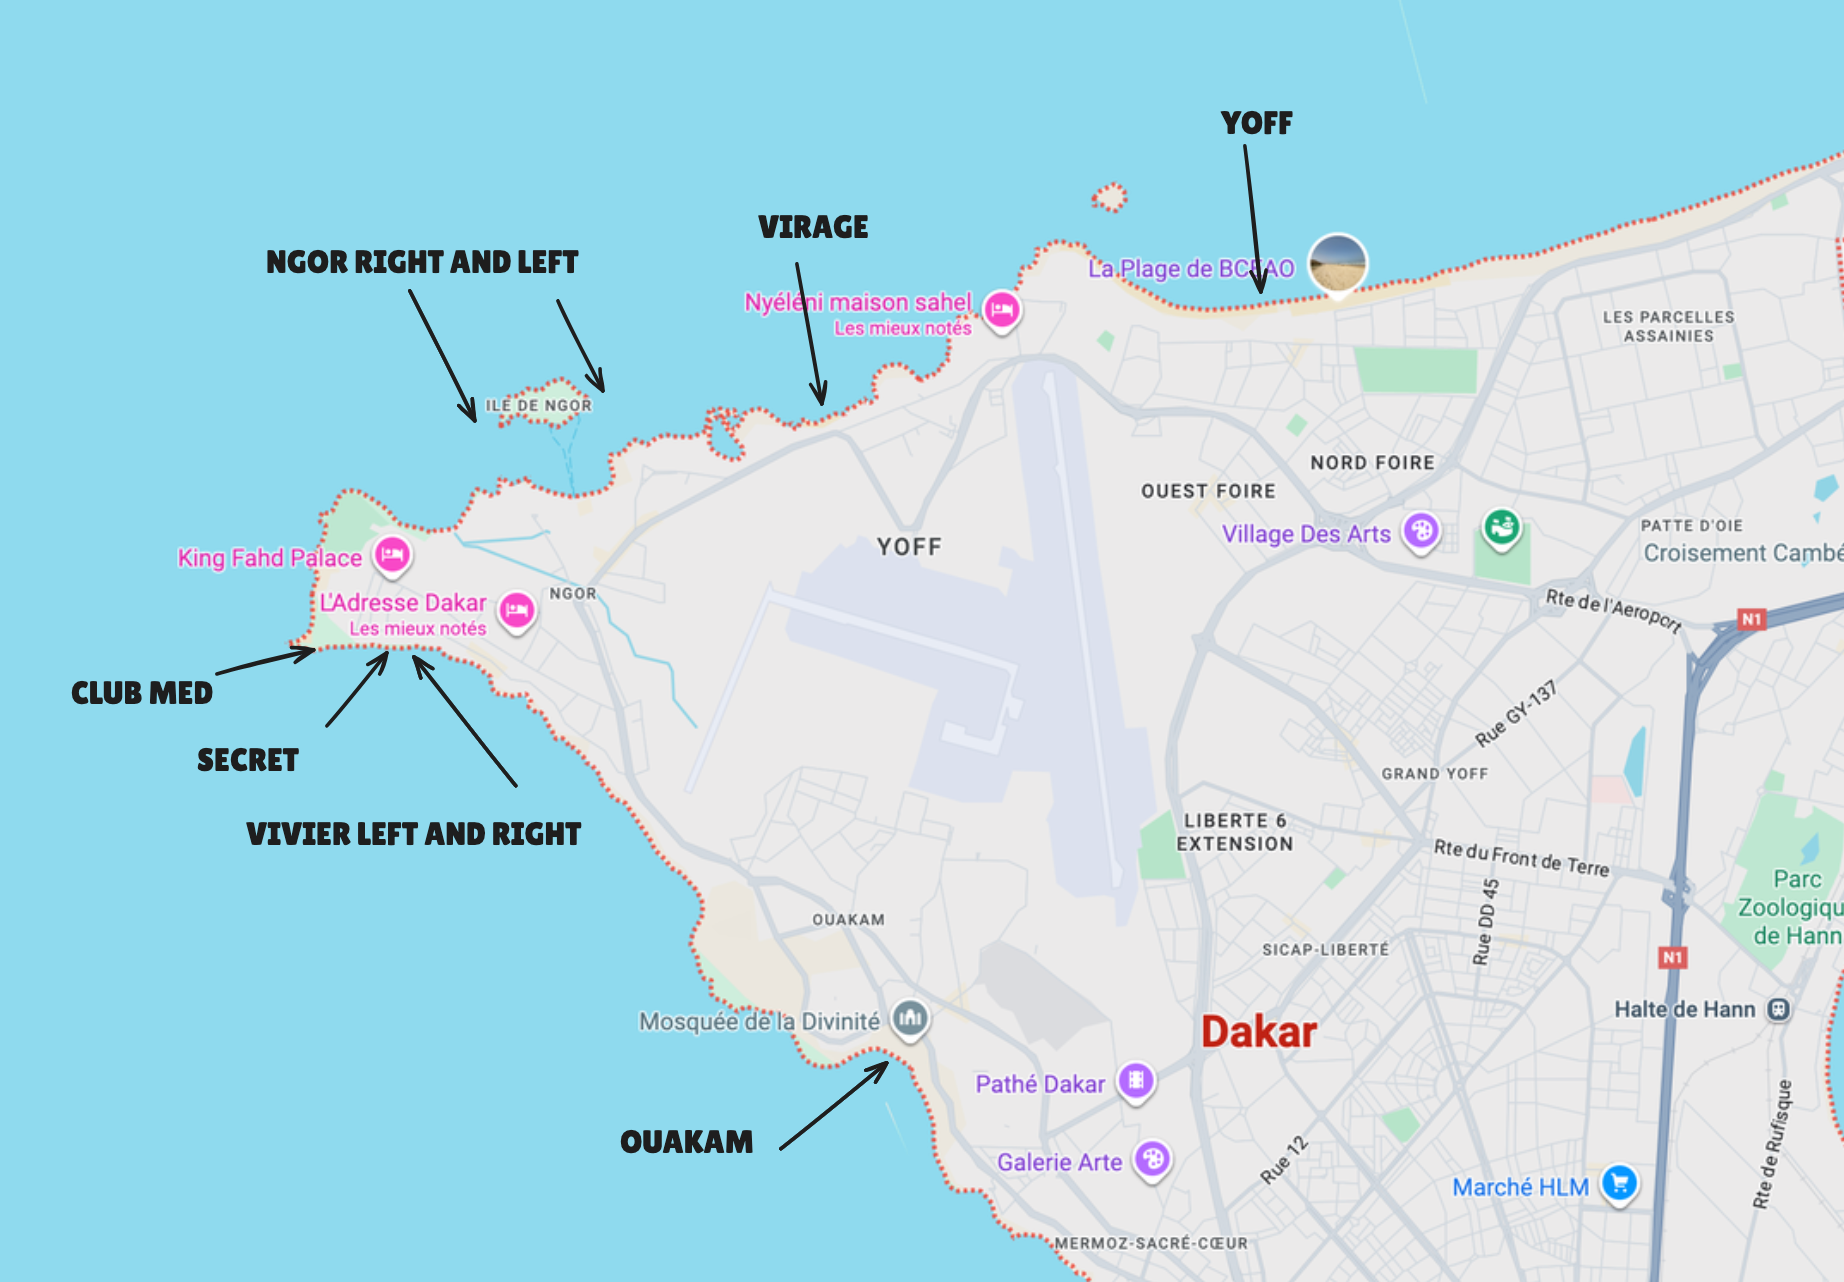 YOFF
VIRAGE
NGOR RIGHT AND LEFT
La Plage de BCEAO
Nyéléni maison sahel
Les mieux notés
LES PARCELLES
ASSAINIES
ILE DE NGOR
NORD FOIRE
OUEST FOIRE
Village Des Arts
PATTE D'OIE
Croisement Cambé
YOFF
King Fahd Palace
L'Adresse Dakar
Les mieux notés
NGOR
Rte de l'Aeroport
N1
CLUB MED
SECRET
VIVIER LEFT AND RIGHT
Rue GY-137
GRAND YOFF
LIBERTE 6
EXTENSION
Rte du Front de Terre
Parc
Zoologiqu
de Hann
Rue DD 45
OUAKAM
SICAP-LIBERTÉ
N1
Mosquée de la Divinité
Dakar
Halte de Hann
Pathé Dakar
OUAKAM
Galerie Arte
Rue 12
Rte de Rufisque
Marché HLM
MERMOZ-SACRÉ-CŒUR